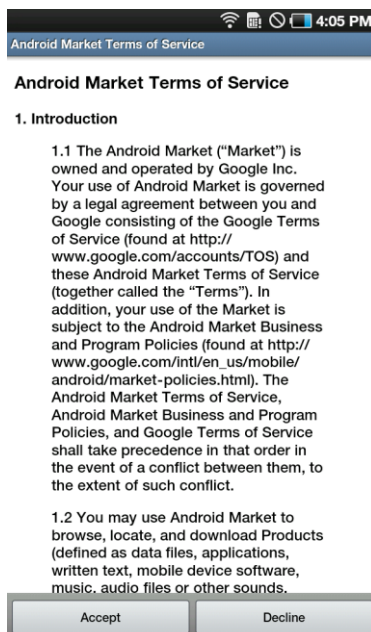 4:05 PM
Android Market Terms of Service
Android Market Terms of Service
1. Introduction
1.1 The Android Market (“Market”) is
owned and operated by Google Inc.
Your use of Android Market is governed
by a legal agreement between you and
Google consisting of the Google Terms
of Service (found at http://
www.google.com/accounts/TOS) and
these Android Market Terms of Service
(together called the “Terms”). In
addition, your use of the Market is
subject to the Android Market Business
and Program Policies (found at http://
www.google.com/intl/en_us/mobile/
android/market-policies.html). The
Android Market Terms of Service,
Android Market Business and Program
Policies, and Google Terms of Service
shall take precedence in that order in
the event of a conflict between them, to
the extent of such conflict.
1.2 You may use Android Market to
browse, locate, and download Products
(defined as data files, applications,
written text, mobile device software,
music, audio files or other sounds,
Accept
Decline